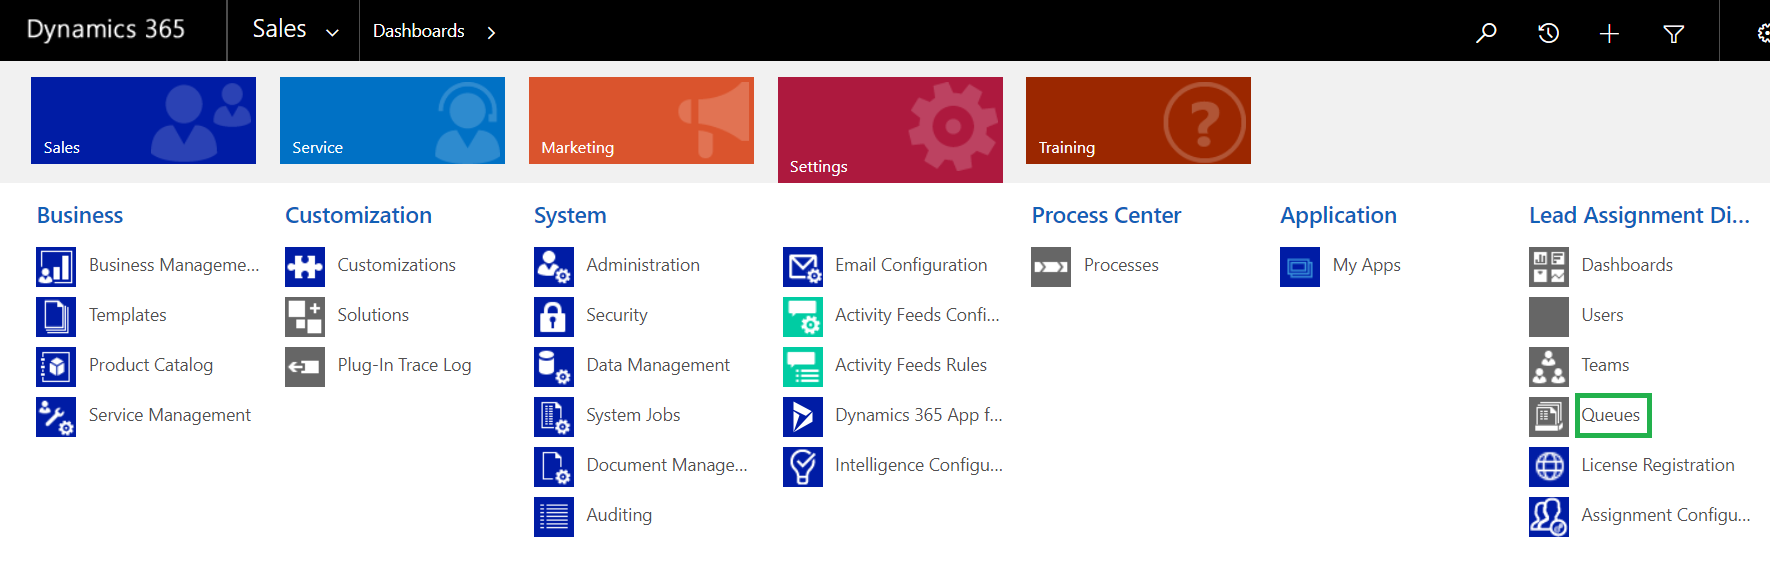 Dynamics 365 Sales Dashboards
Sales Service Marketing Settings Training
?
Business
Business Manageme...
Templates
Product Catalog
Service Management
Customization
Customizations
Solutions
Plug-In Trace Log
System
Administration
Security
Data Management
System Jobs
Document Manage...
Auditing
Email Configuration
Activity Feeds Confi...
Activity Feeds Rules
Dynamics 365 App f...
Intelligence Configu...
Process Center
Processes
Application
My Apps
Lead Assignment Di...
Dashboards
Users
Teams
Queues
License Registration
Assignment Configu...